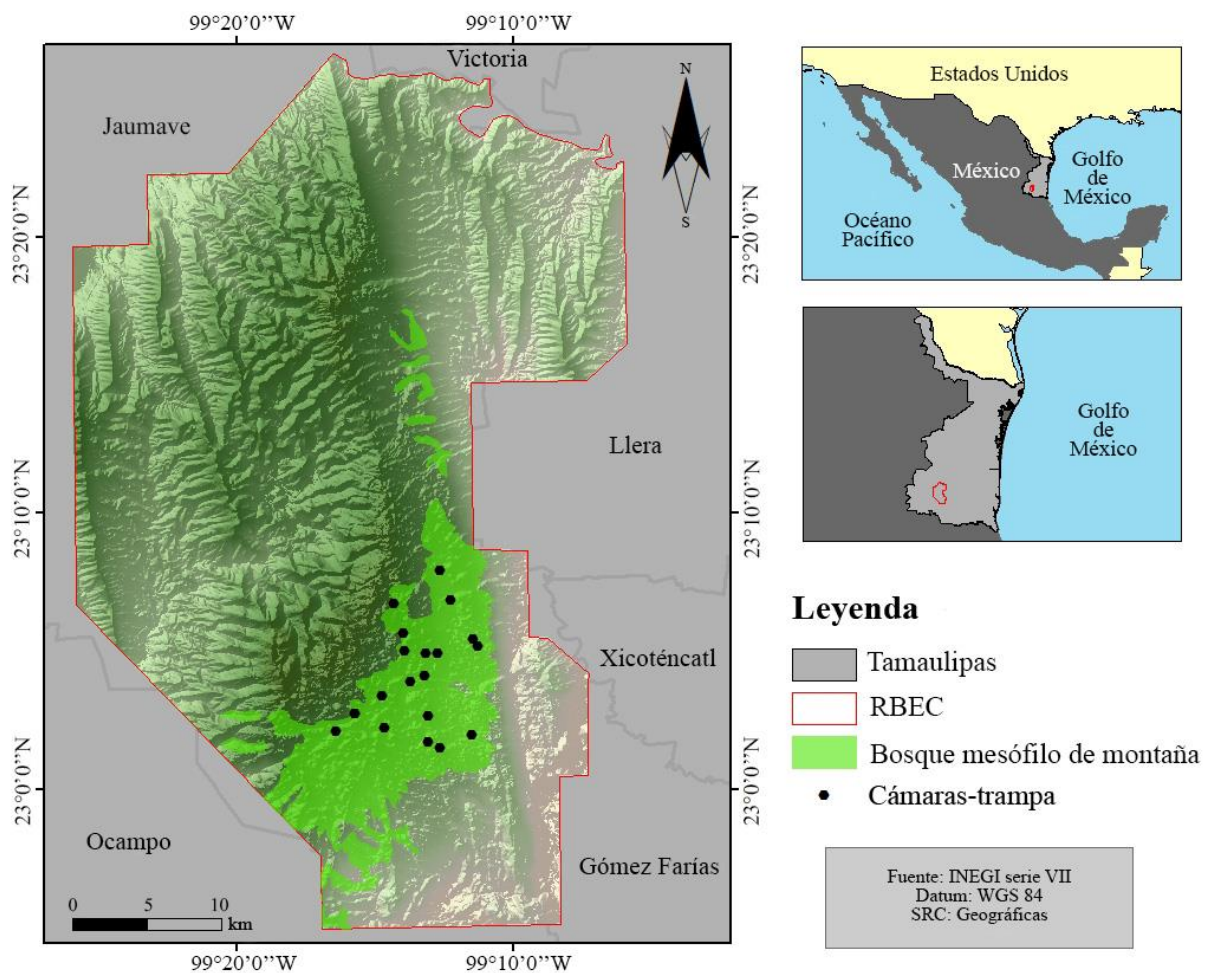 99°20’0’’W
99°10’0’’W
Victoria
Jaumave
N
S
23°20’0’’N
23°20’0’’N
Llera
23°10’0’’N
23°10’0’’N
Xicoténcatl
23°0’0’’N
23°0’0’’N
Ocampo
Gómez Farías
0 5 10
km
99°20’0’’W
99°10’0’’W
Estados Unidos
México
Golfo
de
México
Océano
Pacífico
Golfo
de
México
Leyenda
Tamaulipas
RBEC
Bosque mesófilo de montaña
Cámaras-trampa
Fuente: INEGI serie VII
Datum: WGS 84
SRC: Geográficas